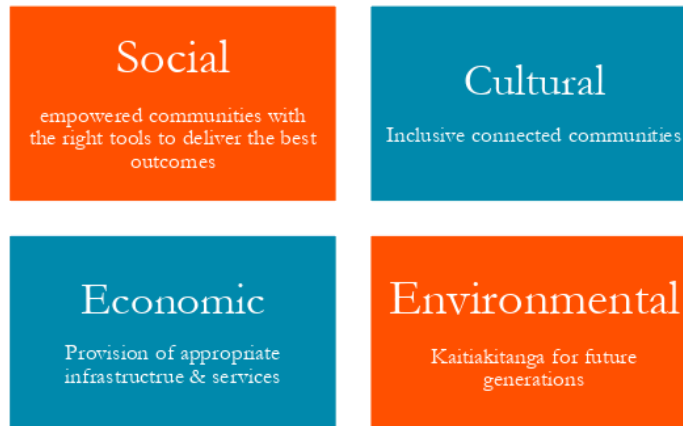 Social
empowered communities with
the right tools to deliver the best
outcomes
Cultural
Inclusive connected communities
Economic
Provision of appropriate
infrastructrue & services
Environmental
Kaitiakitanga for future
generations